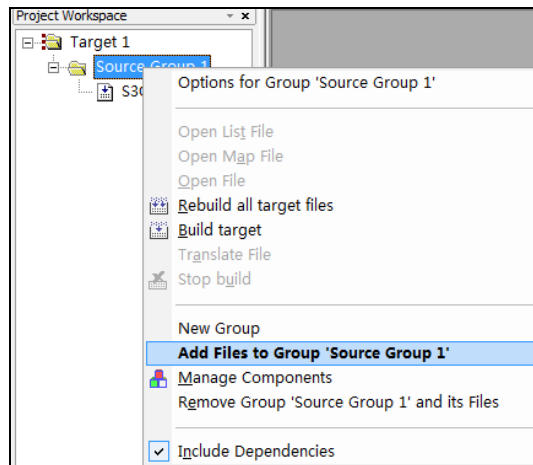 Project Workspace
Target 1
Source Group 1
S3C
Options for Group 'Source Group 1'
Open List File
Open Map File
Open File
Rebuild all target files
Build target
Translate File
Stop build
New Group
Add Files to Group 'Source Group 1'
Manage Components
Remove Group 'Source Group 1' and its Files
Include Dependencies